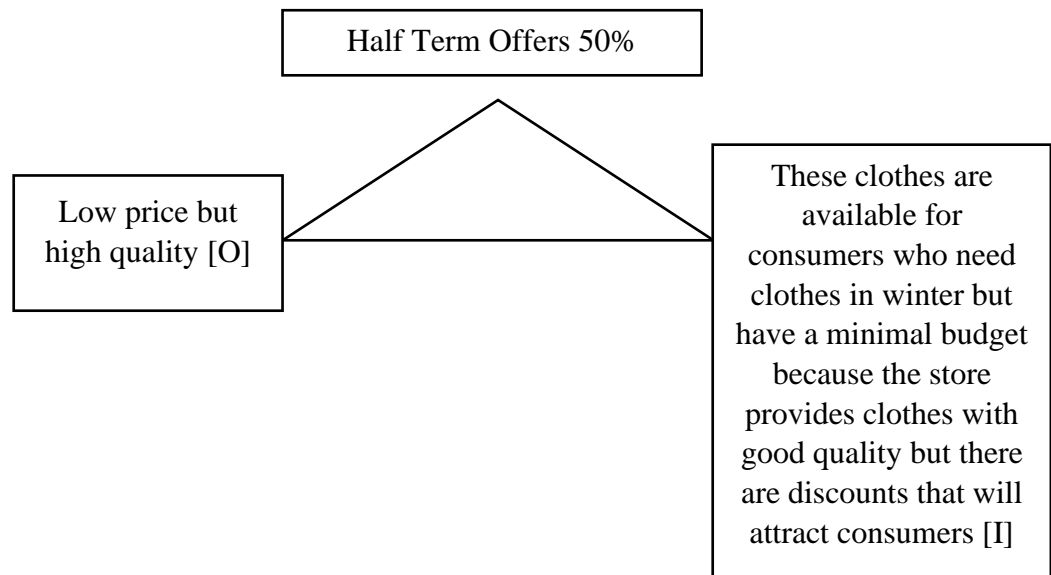 Half Term Offers 50%
Low price but
high quality [O]
These clothes are
available for
consumers who need
clothes in winter but
have a minimal budget
because the store
provides clothes with
good quality but there
are discounts that will
attract consumers [I]